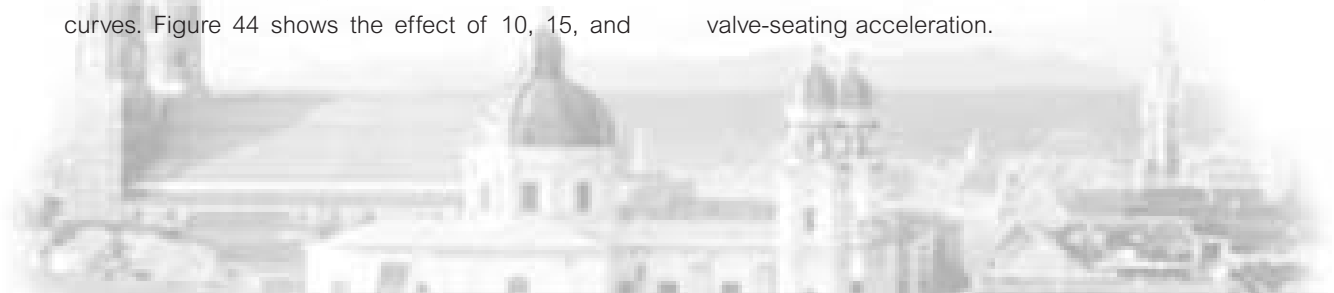 curves. Figure 44 shows the effect of 10, 15, and
valve-seating acceleration.